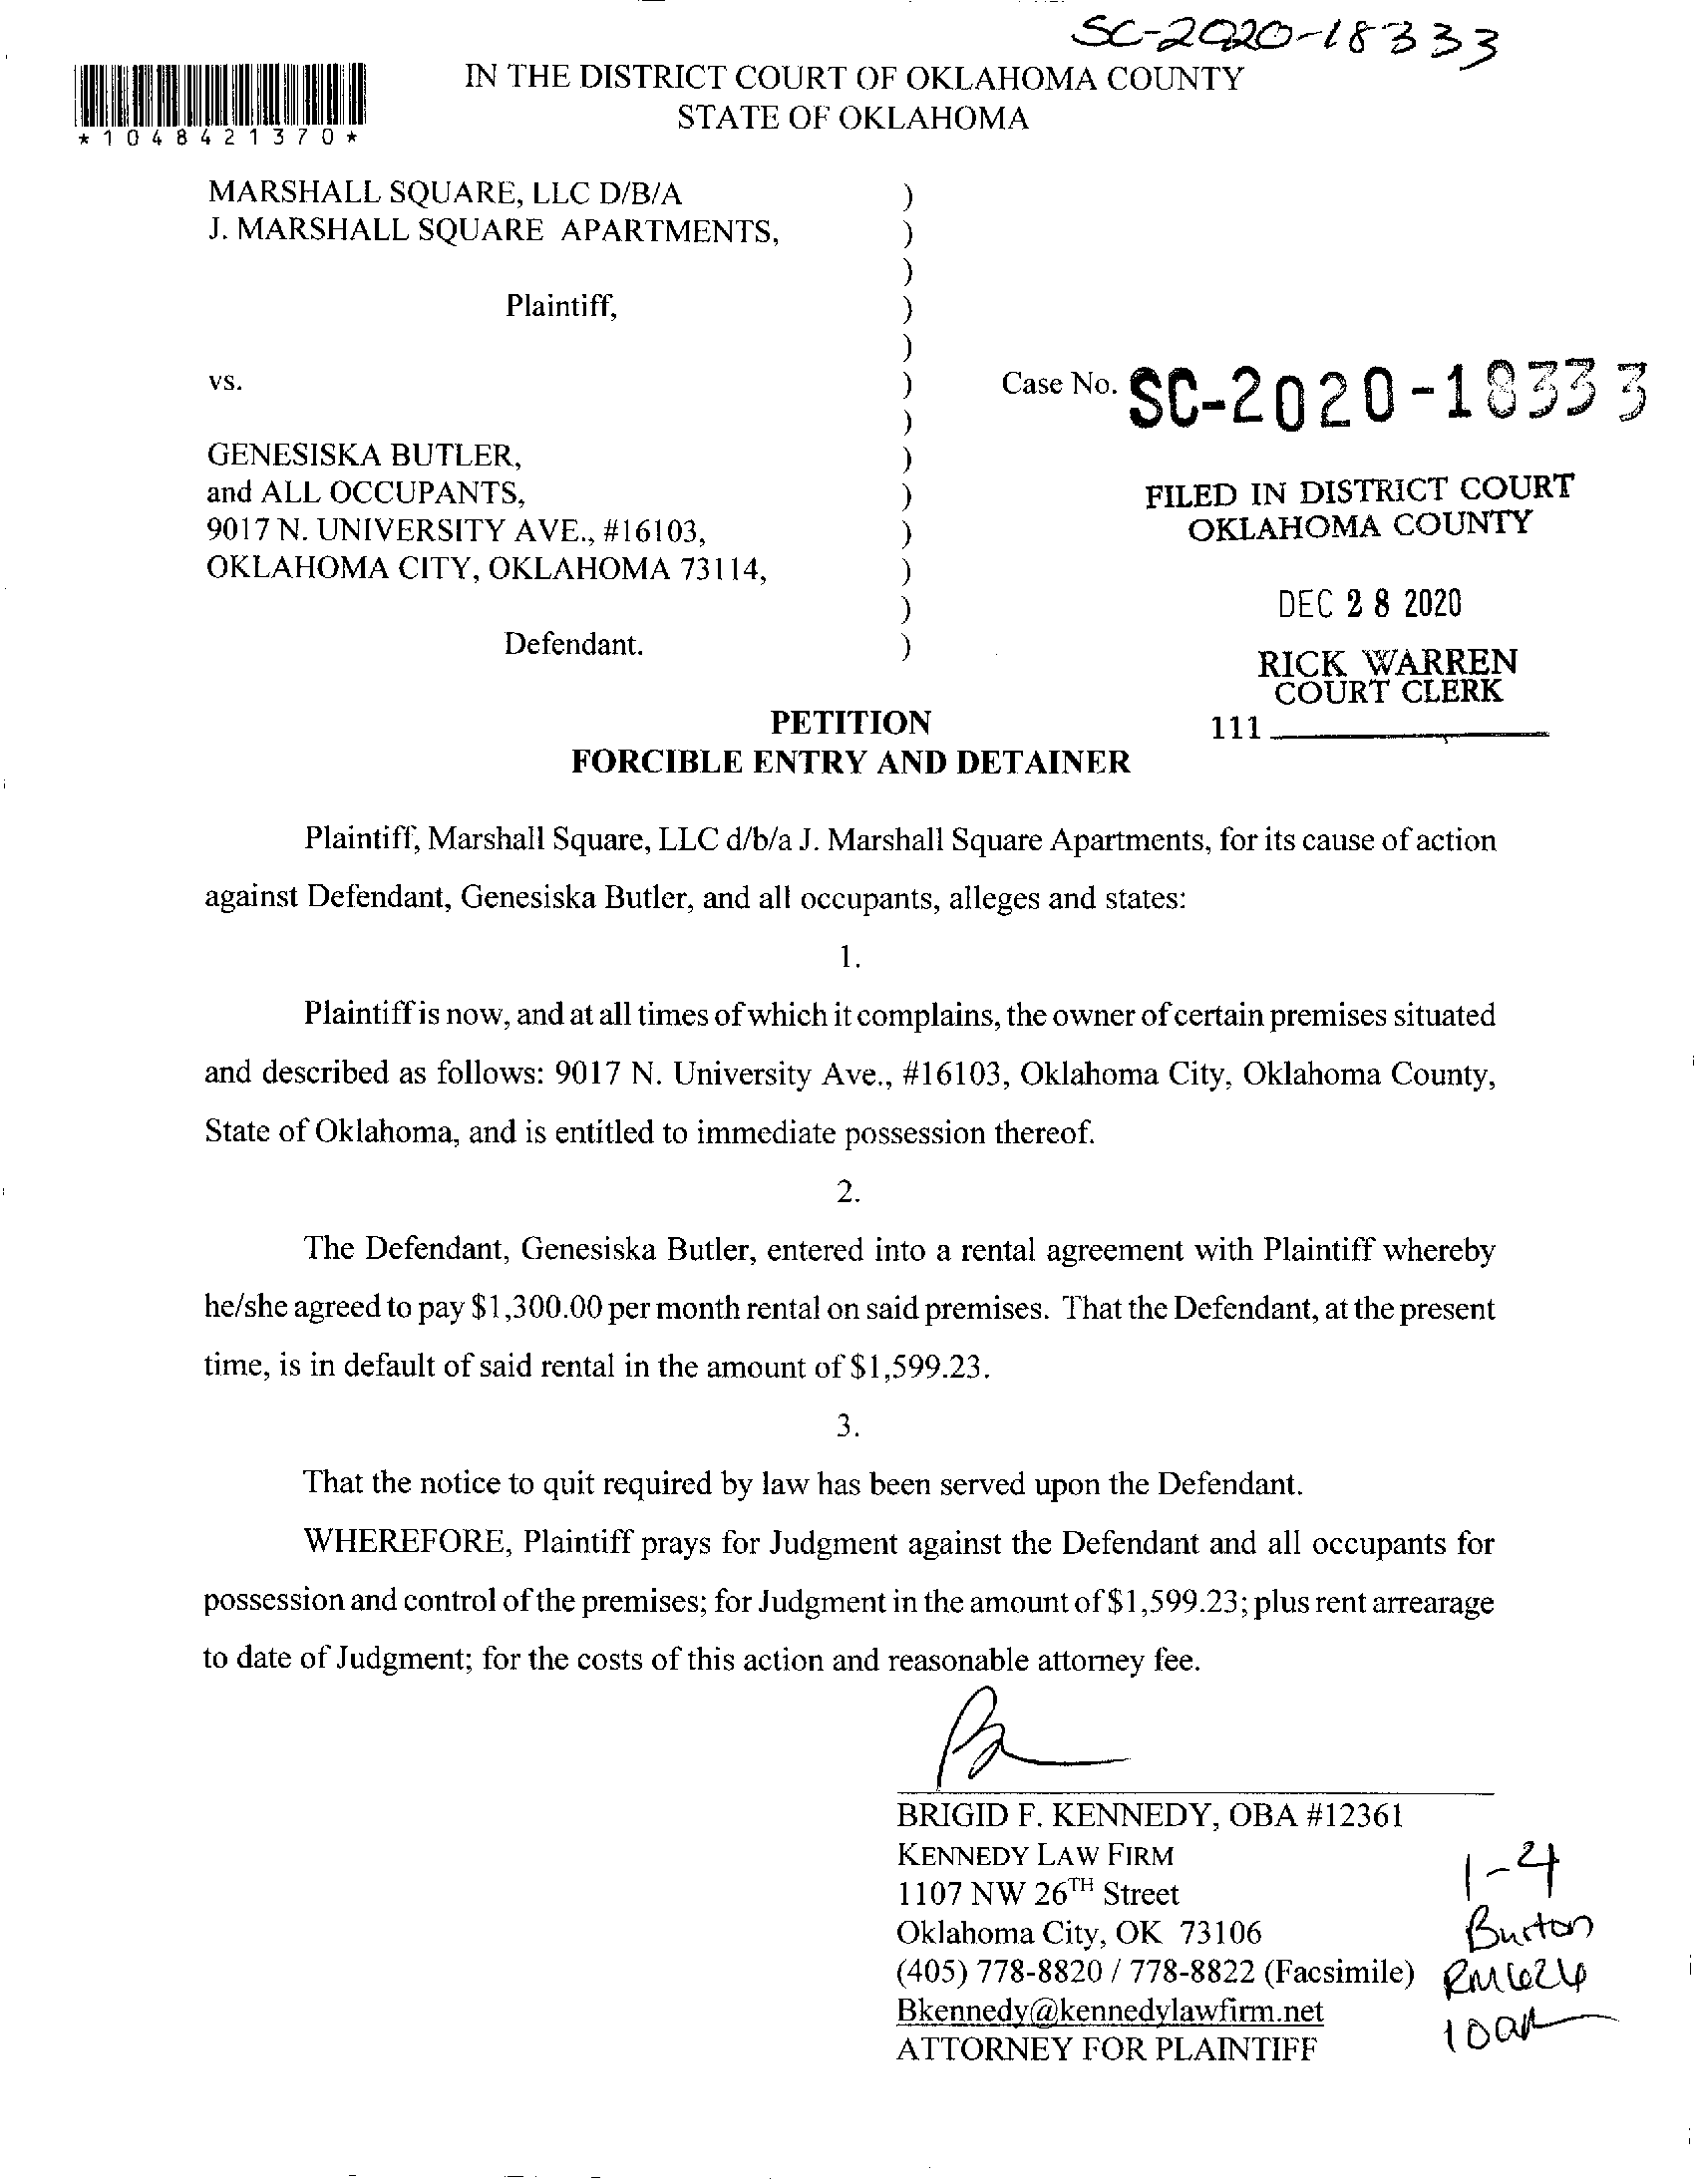 SC-2020-18333
IN THE DISTRICT COURT OF OKLAHOMA COUNTY
STATE OF OKLAHOMA
*1048421370*
MARSHALL SQUARE, LLC D/B/A )
J. MARSHALL SQUARE APARTMENTS, )
)
Plaintiff, )
)
vs. ) Case No. SC-2020-18333
)
GENESISKA BUTLER, )
and ALL OCCUPANTS, )
9017 N. UNIVERSITY AVE., #16103, )
OKLAHOMA CITY, OKLAHOMA 73114, )
)
Defendant. )
FILED IN DISTRICT COURT
OKLAHOMA COUNTY
DEC 28 2020
RICK WARREN
COURT CLERK
111
PETITION
FORCIBLE ENTRY AND DETAINER
Plaintiff, Marshall Square, LLC d/b/a J. Marshall Square Apartments, for its cause of action
against Defendant, Genesiska Butler, and all occupants, alleges and states:
1.
Plaintiff is now, and at all times of which it complains, the owner of certain premises situated
and described as follows: 9017 N. University Ave., #16103, Oklahoma City, Oklahoma County,
State of Oklahoma, and is entitled to immediate possession thereof.
2.
The Defendant, Genesiska Butler, entered into a rental agreement with Plaintiff whereby
he/she agreed to pay $1,300.00 per month rental on said premises. That the Defendant, at the present
time, is in default of said rental in the amount of $1,599.23.
3.
That the notice to quit required by law has been served upon the Defendant.
WHEREFORE, Plaintiff prays for Judgment against the Defendant and all occupants for
possession and control of the premises; for Judgment in the amount of $1,599.23; plus rent arrearage
to date of Judgment; for the costs of this action and reasonable attorney fee.
BRIGID F. KENNEDY, OBA #12361
KENNEDY LAW FIRM
1107 NW 26TH Street
Oklahoma City, OK 73106
(405) 778-8820 / 778-8822 (Facsimile)
Bkennedy@kennedylawfirm.net
ATTORNEY FOR PLAINTIFF
1-4
Burton
RM 624
10am